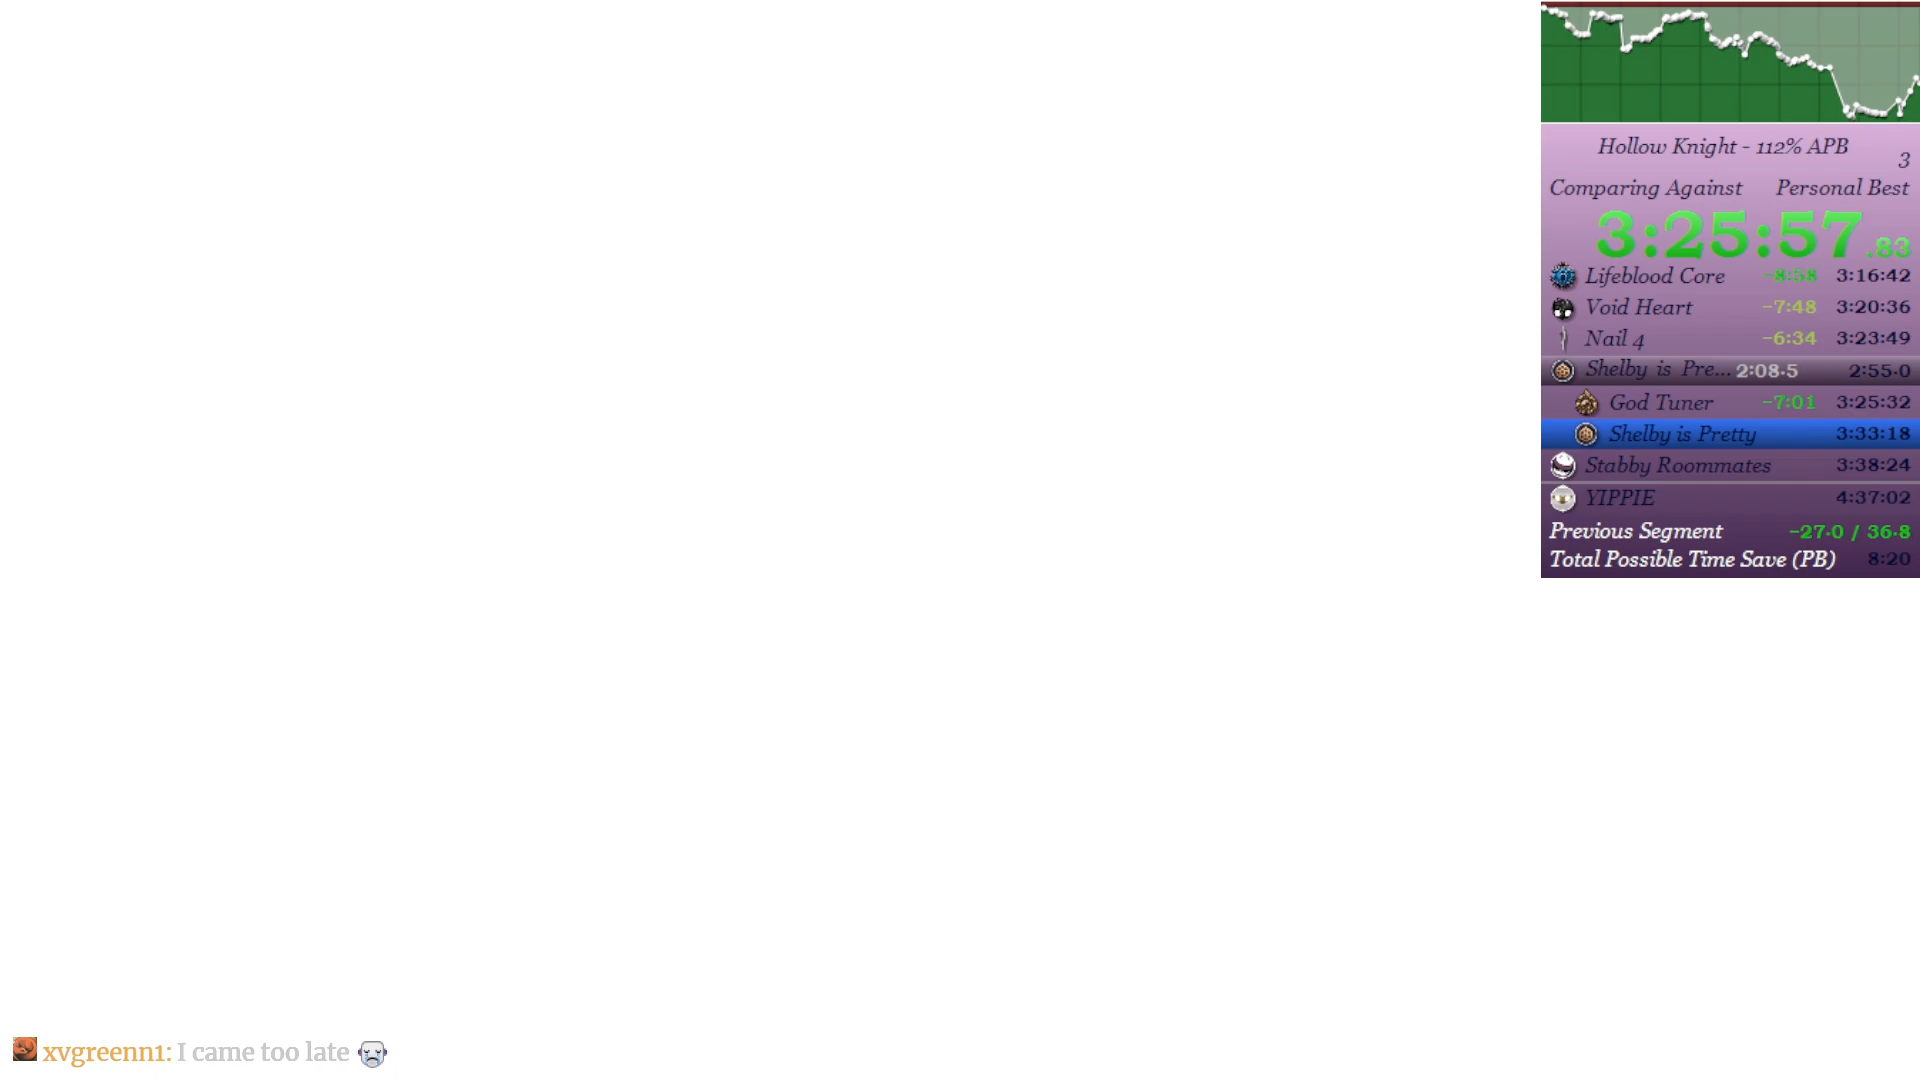 Hollow Knight - 112% APB
3
Comparing Against Personal Best
3:25:57.83
Lifeblood Core -8:58 3:16:42
Void Heart -7:48 3:20:36
Nail 4 -6:34 3:23:49
Shelby is Pre... 2:08.5 2:55.0
God Tuner -7:01 3:25:32
Shelby is Pretty 3:33:18
Stabby Roommates 3:38:24
YIPPIE 4:37:02
Previous Segment -27.0 / 36.8
Total Possible Time Save (PB) 8:20
xvgreenn1: I came too late